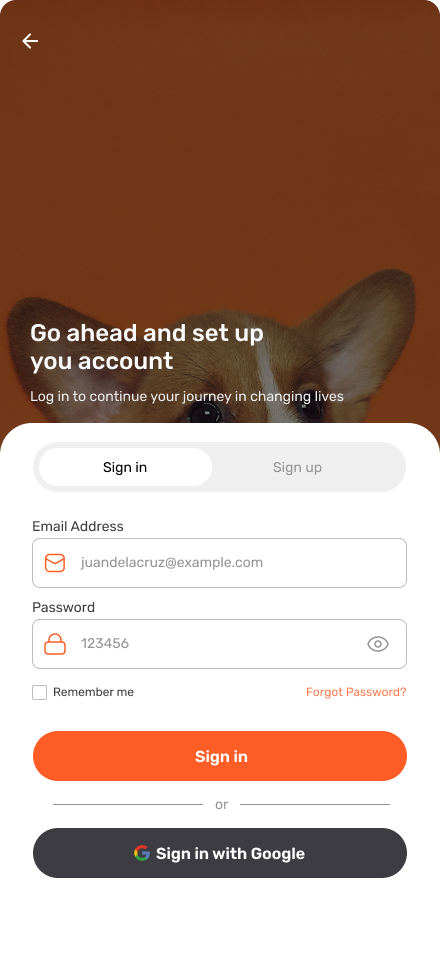 Go ahead and set up
you account
Log in to continue your journey in changing lives
Sign in
Sign up
Email Address
juandelacruz@example.com
Password
123456
Remember me
Forgot Password?
Sign in
or
Sign in with Google